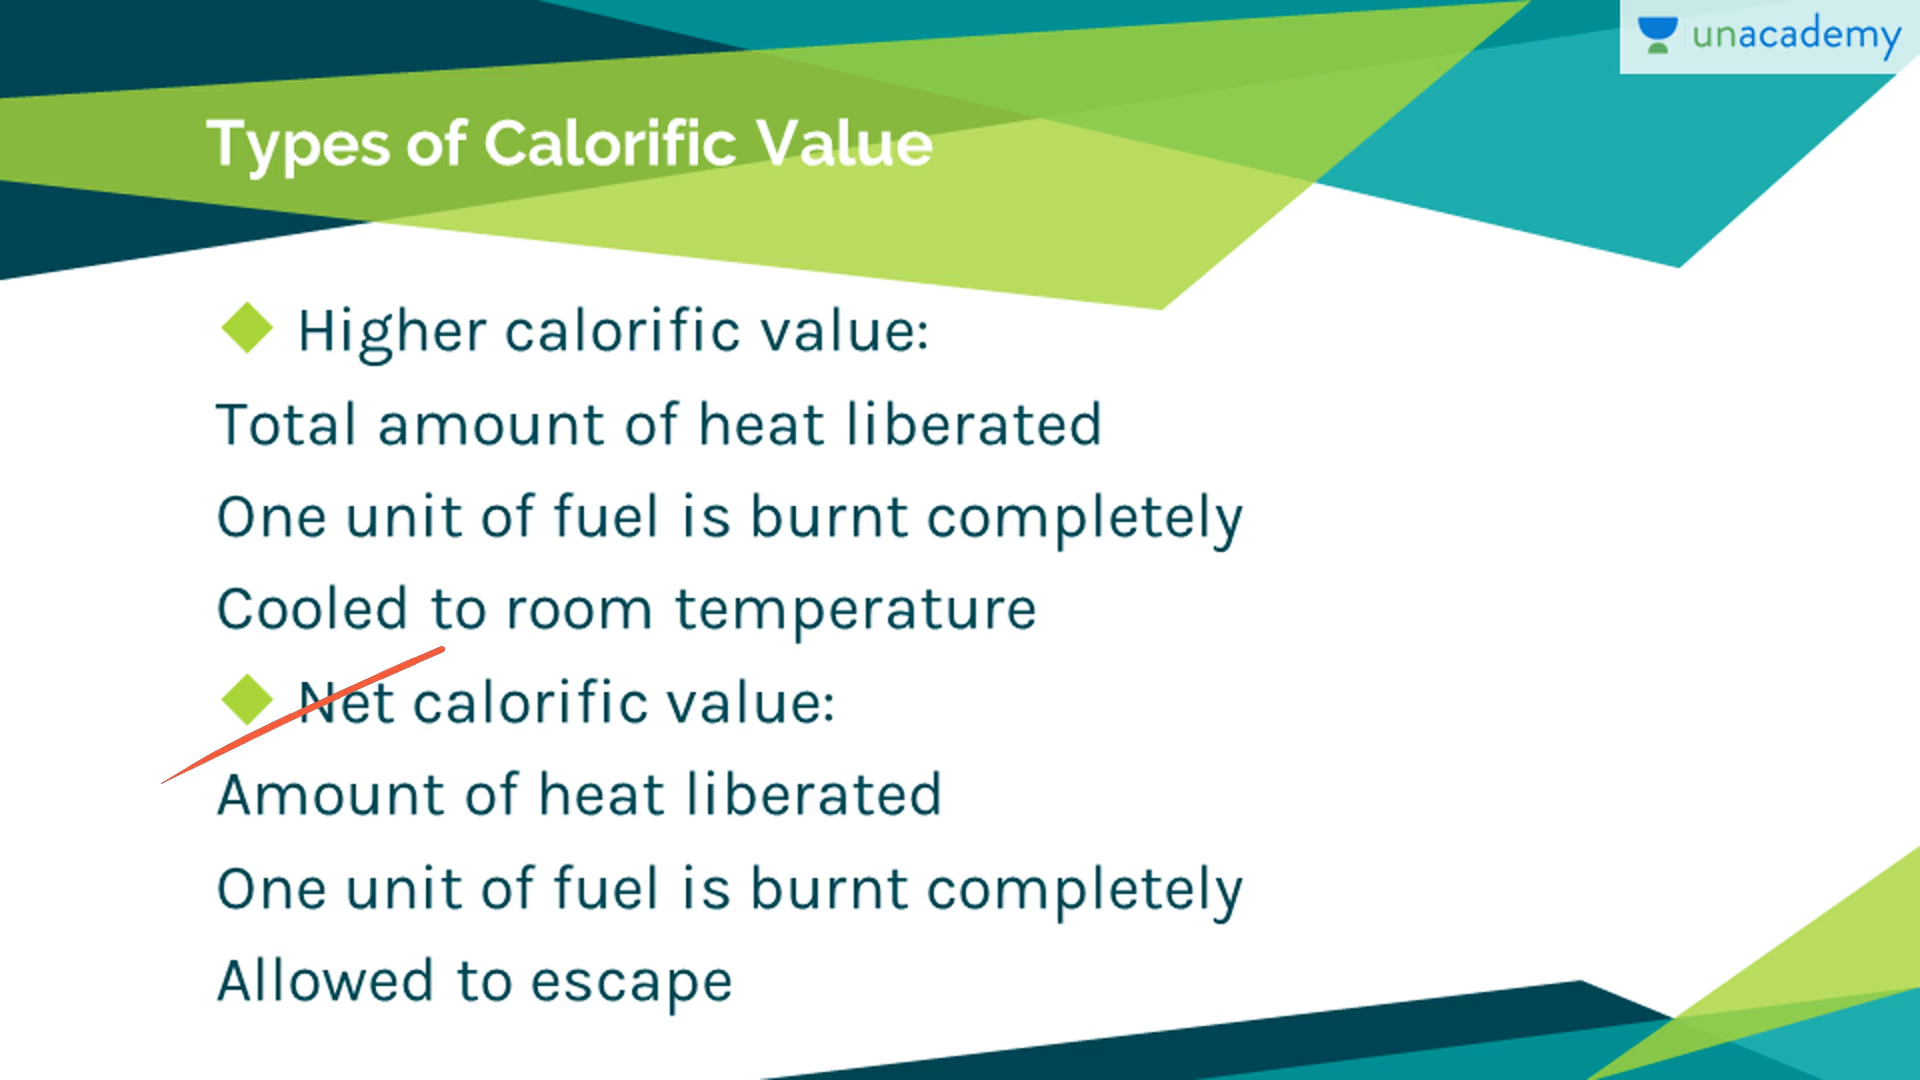 unacademy
Types of Calorific Value
Higher calorific value:
Total amount of heat liberated
One unit of fuel is burnt completely
Cooled to room temperature
Net calorific value:
Amount of heat liberated
One unit of fuel is burnt completely
Allowed to escape